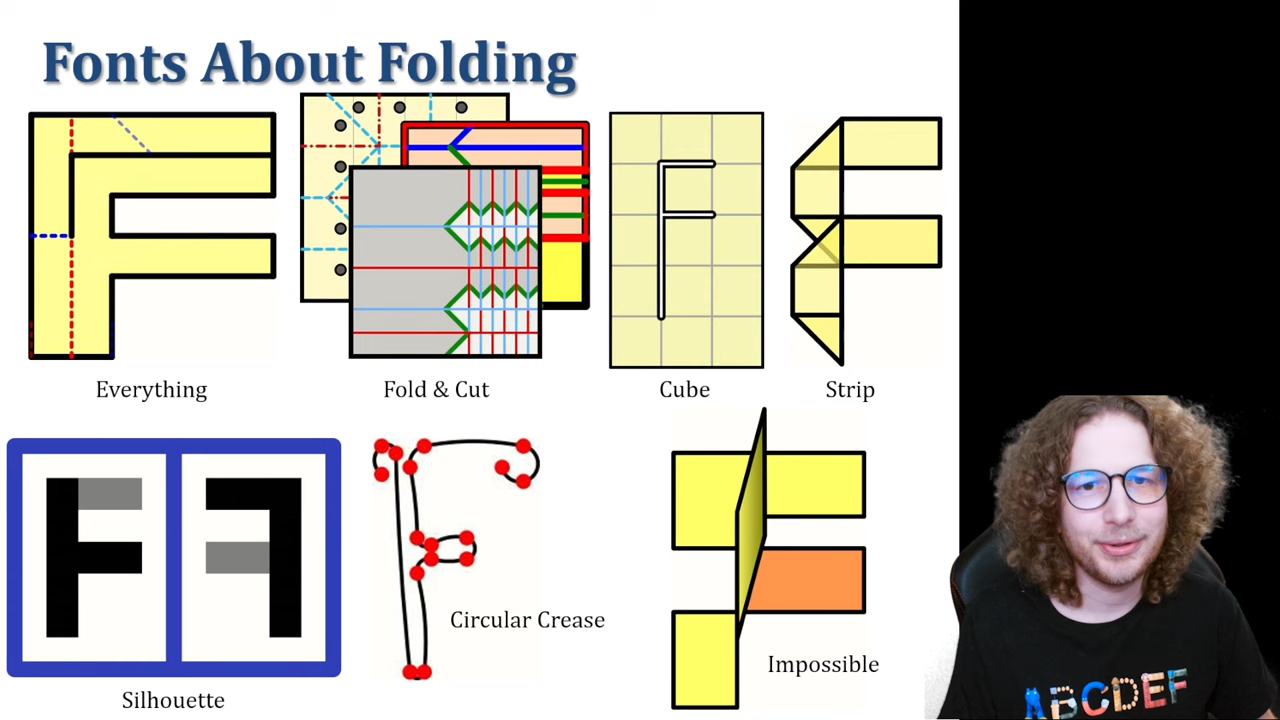 Fonts About Folding
Everything
Fold & Cut
Cube
Strip
Silhouette
Circular Crease
Impossible
ABCDEF